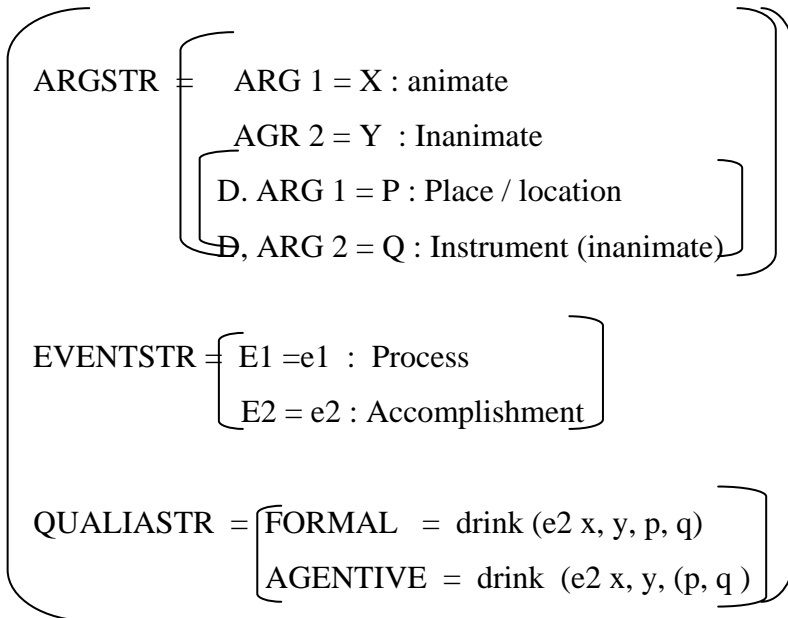 ARGSTR = ARG 1 = X : animate
AGR 2 = Y : Inanimate
D. ARG 1 = P : Place / location
D, ARG 2 = Q : Instrument (inanimate)
EVENTSTR = E1 =e1 : Process
E2 = e2 : Accomplishment
QUALIASTR = FORMAL = drink (e2 x, y, p, q)
AGENTIVE = drink (e2 x, y, (p, q )